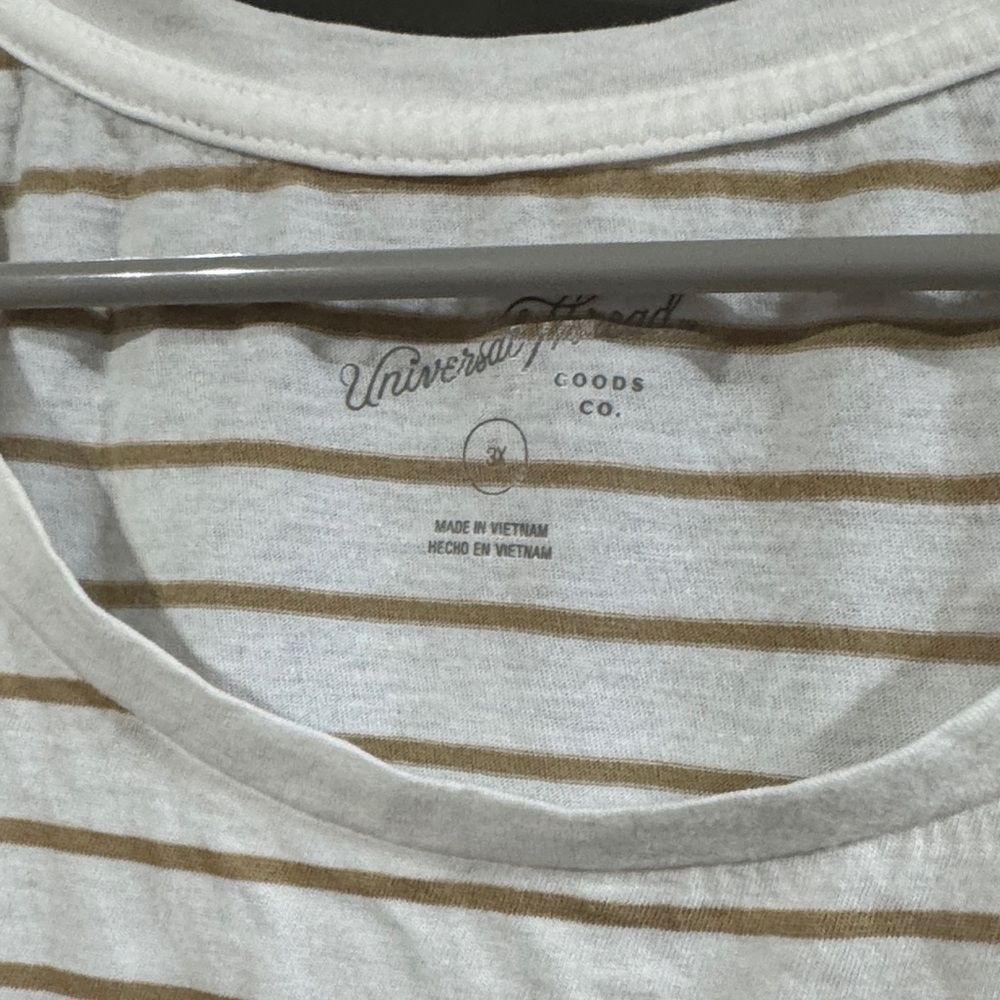 Universal Thread
GOODS
CO.
3X
MADE IN VIETNAM
HECHO EN VIETNAM